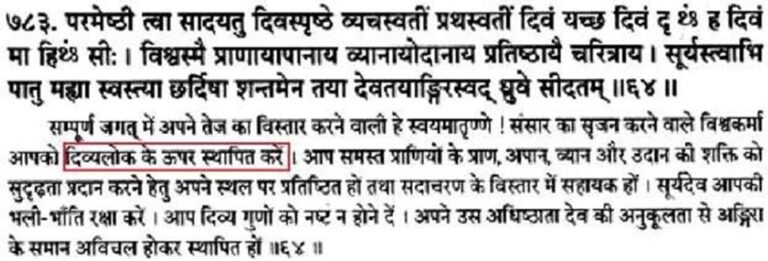 ७८३. परमेष्ठी त्वा सादयतु दिवस्पृष्ठे व्यचस्वतीं प्रथस्वतीं दिवं यच्छ दिवं दृ ꣳ ह दिवं
मा हिꣳ सीः । विश्वस्मै प्राणायापानाय व्यानायोदानाय प्रतिष्ठायै चरित्राय । सूर्यस्त्वाभि
पातु मह्या स्वस्त्या छर्दिषा शन्तमेन तया देवतयाङ्गिरस्वद् ध्रुवे सीदतम् ॥६४॥
सम्पूर्ण जगत् में अपने तेज का विस्तार करने वाली हे स्वयमातृण्णे ! संसार का सृजन करने वाले विश्वकर्मा
आपको दिव्यलोक के ऊपर स्थापित करें । आप समस्त प्राणियों के प्राण, अपान, व्यान और उदान की शक्ति को
सुदृढ़ता प्रदान करने हेतु अपने स्थल पर प्रतिष्ठित हों तथा सदाचरण के विस्तार में सहायक हों । सूर्यदेव आपकी
भली-भाँति रक्षा करें । आप दिव्य गुणों को नष्ट न होने दें । अपने उस अधिष्ठाता देव की अनुकूलता से अङ्गिरा
के समान अविचल होकर स्थापित हों ॥६४॥